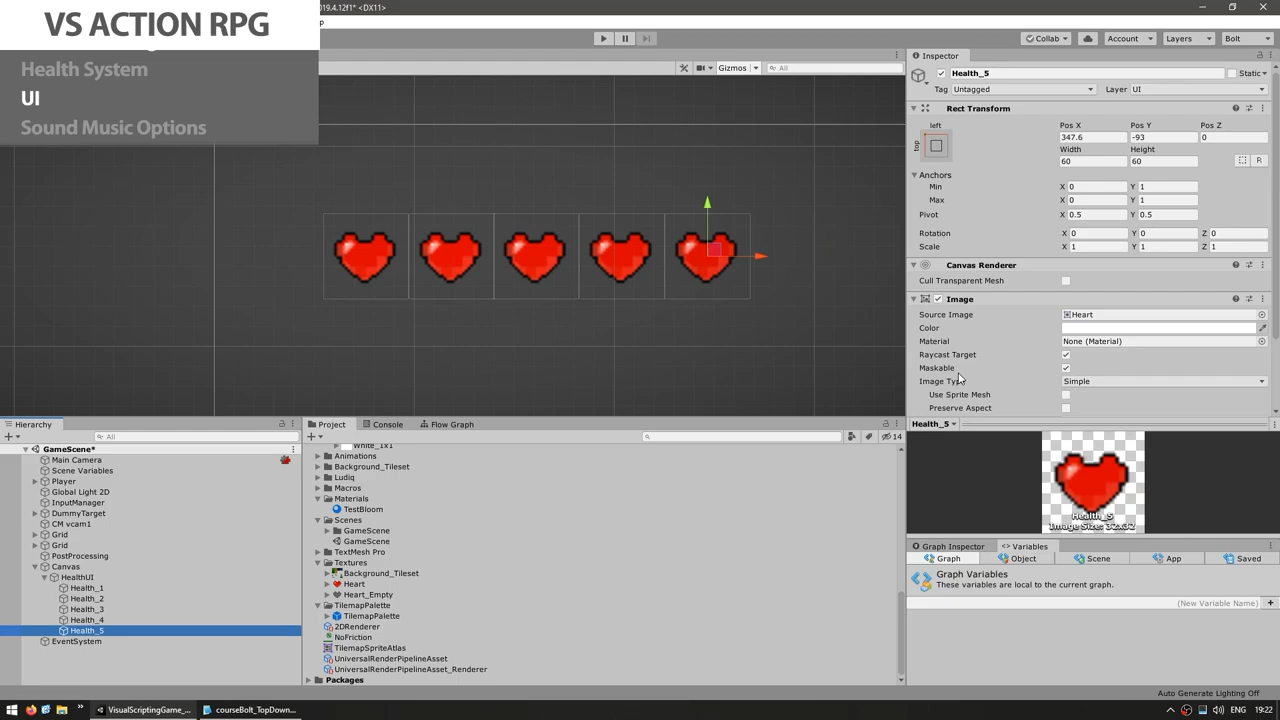 VS ACTION RPG
019.4.12f1* <DX11>
Health System
UI
Sound Music Options
Collab
Account
Layers
Bolt
Gizmos
All
Inspector
Health_5
Static
Tag Untagged Layer UI
Rect Transform
left
top
Pos X Pos Y Pos Z
347.6 -93 0
Width Height
60 60
R
Anchors
Min X 0 Y 1
Max X 0 Y 1
Pivot X 0.5 Y 0.5
Rotation X 0 Y 0 Z 0
Scale X 1 Y 1 Z 1
Canvas Renderer
Cull Transparent Mesh
Image
Source Image Heart
Color
Material None (Material)
Raycast Target
Maskable
Image Type Simple
Use Sprite Mesh
Preserve Aspect
Health_5
Health_5
Image Size: 32x32
Graph Inspector
Variables
Graph
Object
Scene
App
Saved
Graph Variables
These variables are local to the current graph.
(New Variable Name)
Auto Generate Lighting Off
Hierarchy
All
GameScene*
Main Camera
Scene Variables
Player
Global Light 2D
InputManager
DummyTarget
CM vcam1
Grid
Grid
PostProcessing
Canvas
HealthUI
Health_1
Health_2
Health_3
Health_4
Health_5
EventSystem
Project
Console
Flow Graph
14
White_1x1
Animations
Background_Tileset
Ludiq
Macros
Materials
TestBloom
Scenes
GameScene
GameScene
TextMesh Pro
Textures
Background_Tileset
Heart
Heart_Empty
TilemapPalette
TilemapPalette
2DRenderer
NoFriction
TilemapSpriteAtlas
UniversalRenderPipelineAsset
UniversalRenderPipelineAsset_Renderer
Packages
VisualScriptingGame_...
courseBolt_TopDown...
ENG
19:22